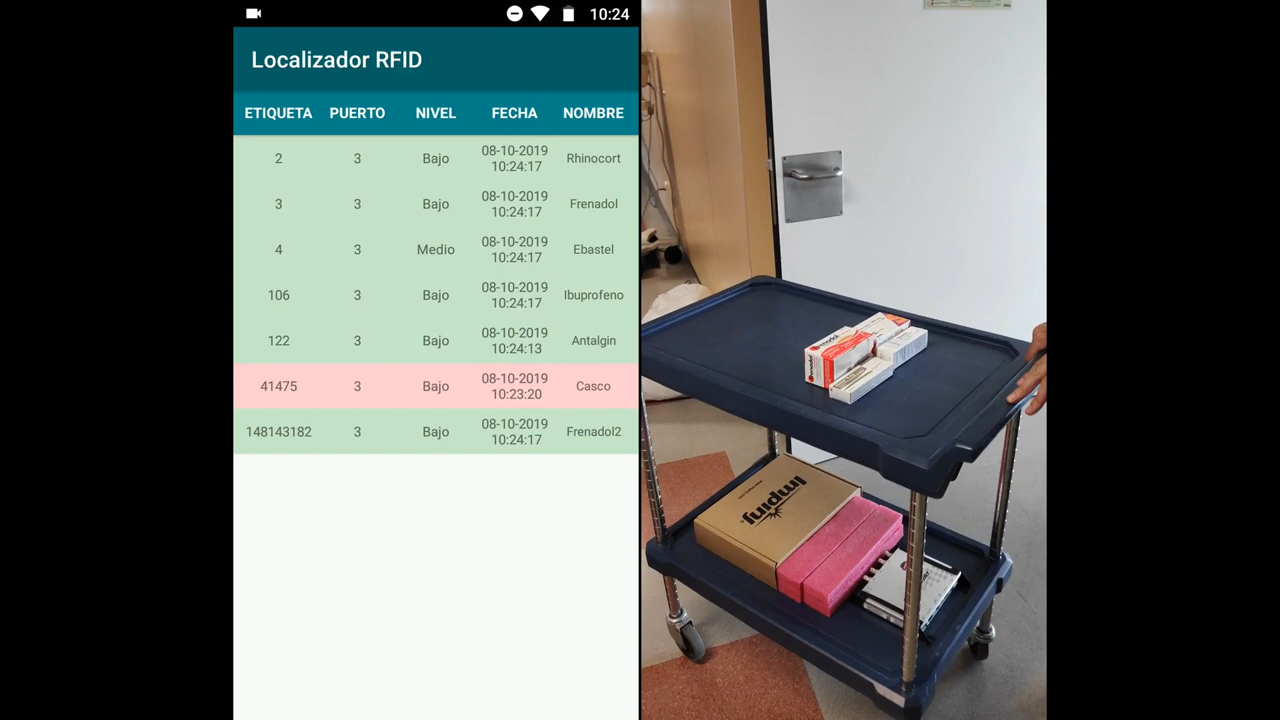 10:24
Localizador RFID
ETIQUETA PUERTO NIVEL FECHA NOMBRE
2 3 Bajo 08-10-2019 10:24:17 Rhinocort
3 3 Bajo 08-10-2019 10:24:17 Frenadol
4 3 Medio 08-10-2019 10:24:17 Ebastel
106 3 Bajo 08-10-2019 10:24:17 Ibuprofeno
122 3 Bajo 08-10-2019 10:24:13 Antalgin
41475 3 Bajo 08-10-2019 10:23:20 Casco
148143182 3 Bajo 08-10-2019 10:24:17 Frenadol2
impinj